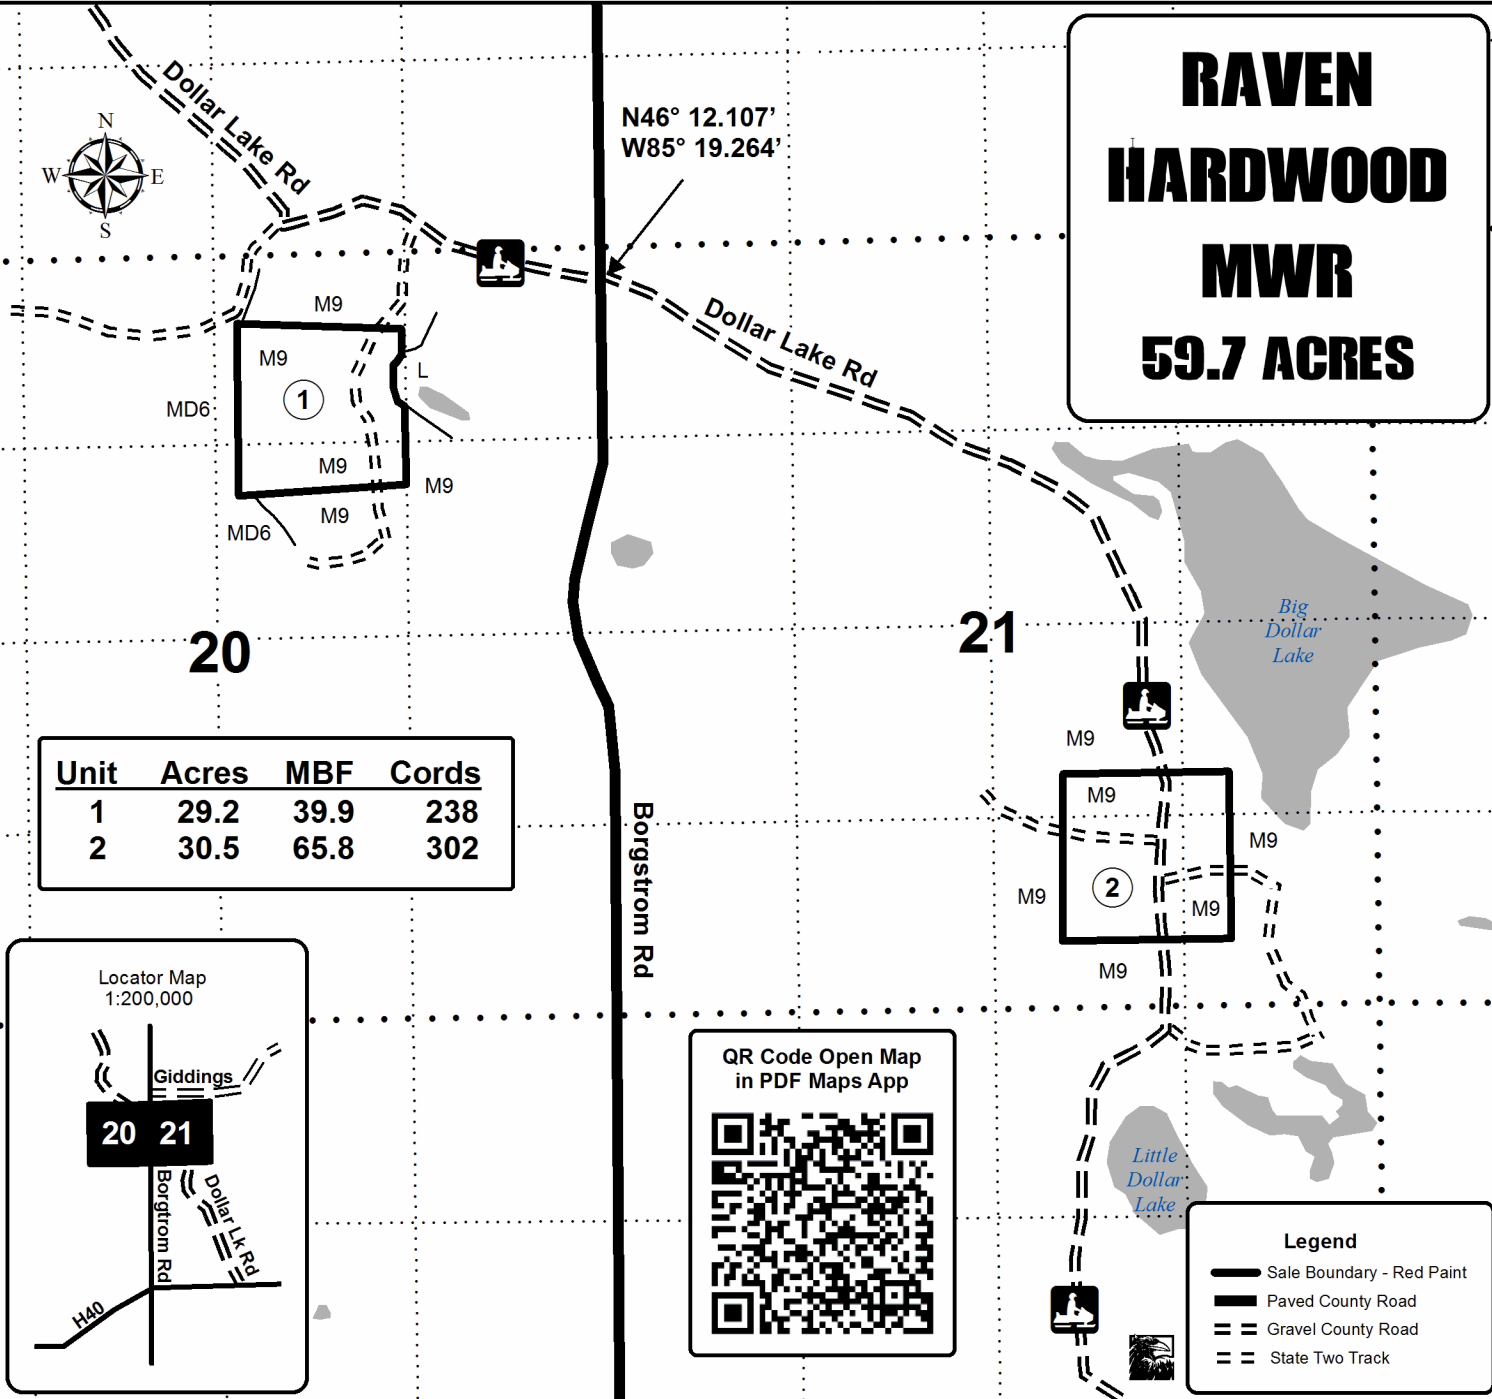 RAVEN
HARDWOOD
MWR
59.7 ACRES
Dollar Lake Rd
N46° 12.107’
W85° 19.264’
N
W
E
S
M9
M9
1
L
MD6
M9
M9
M9
MD6
Dollar Lake Rd
20
21
Big
Dollar
Lake
Unit Acres MBF Cords
1 29.2 39.9 238
2 30.5 65.8 302
Borgstrom Rd
M9
M9
M9
2
M9
M9
M9
Locator Map
1:200,000
Giddings
20 21
Borgtrom Rd
Dollar Lk Rd
H40
QR Code Open Map
in PDF Maps App
Little
Dollar
Lake
Legend
Sale Boundary - Red Paint
Paved County Road
Gravel County Road
State Two Track